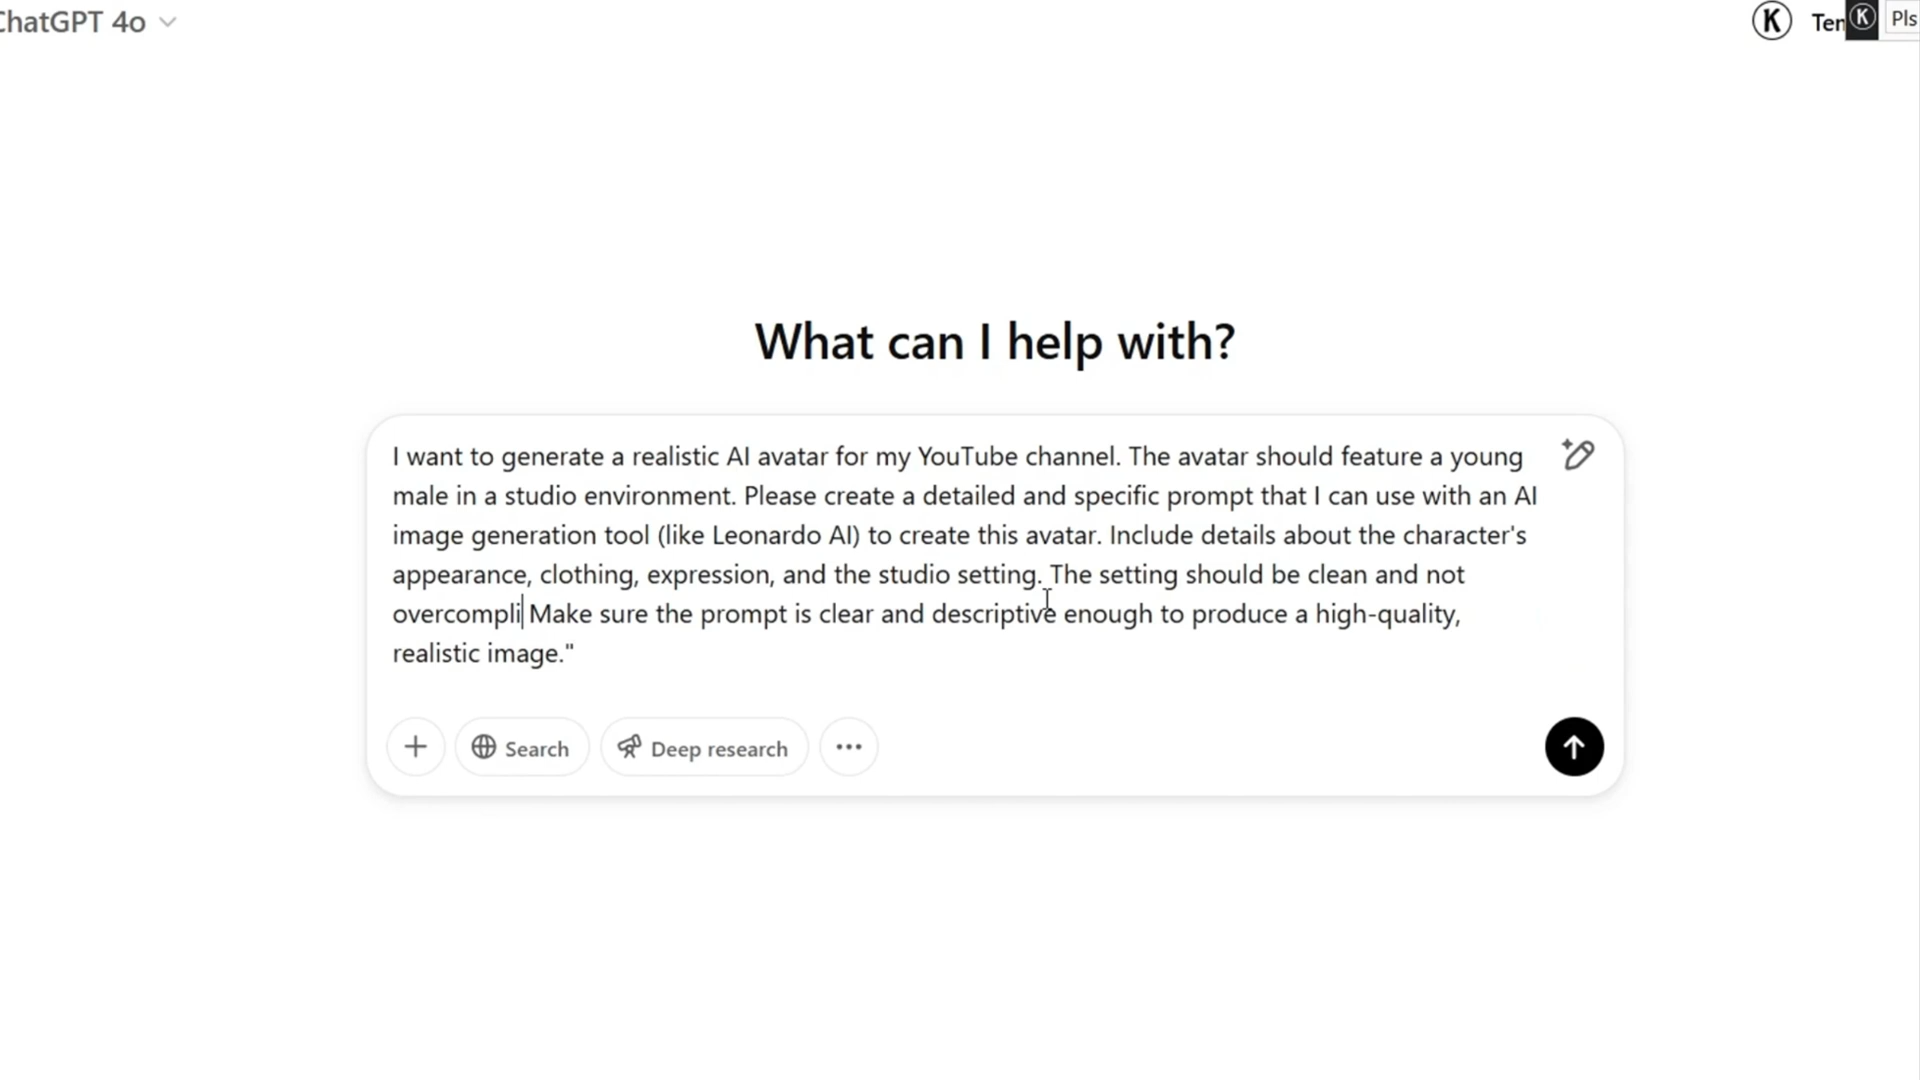 ChatGPT 4o
K Ten K Pls
What can I help with?
I want to generate a realistic AI avatar for my YouTube channel. The avatar should feature a young
male in a studio environment. Please create a detailed and specific prompt that I can use with an AI
image generation tool (like Leonardo AI) to create this avatar. Include details about the character's
appearance, clothing, expression, and the studio setting. The setting should be clean and not
overcompli Make sure the prompt is clear and descriptive enough to produce a high-quality,
realistic image."
Search Deep research